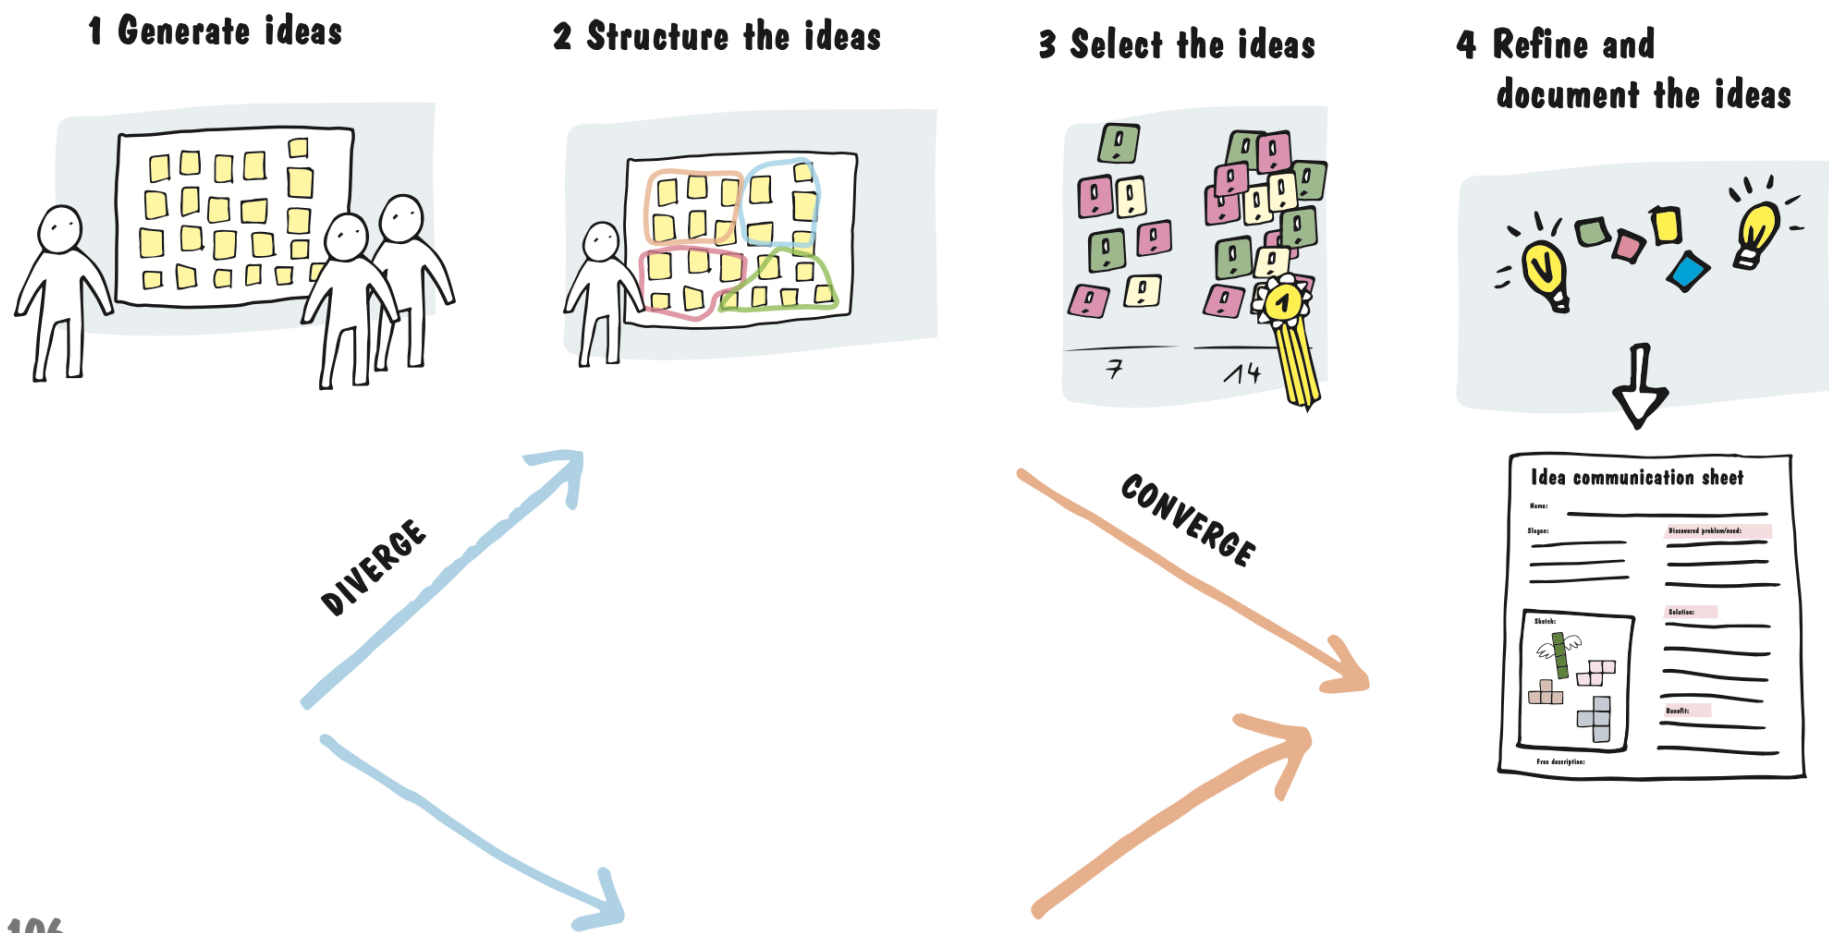 1 Generate ideas
2 Structure the ideas
3 Select the ideas
4 Refine and
document the ideas
1
7
14
DIVERGE
CONVERGE
Idea communication sheet
Name:
Slogan:
Discovered problem/need:
Solution:
Sketch:
Benefit:
Free description:
106